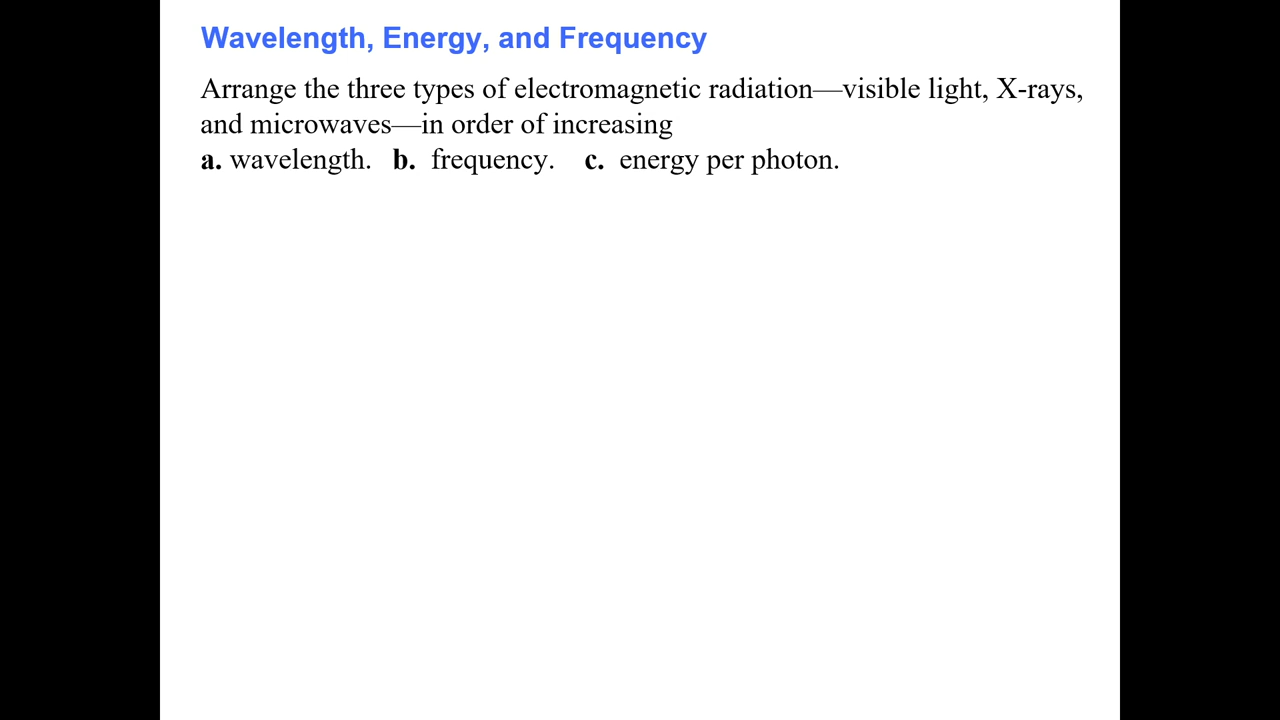 Wavelength, Energy, and Frequency
Arrange the three types of electromagnetic radiation—visible light, X-rays,
and microwaves—in order of increasing
a. wavelength. b. frequency. c. energy per photon.